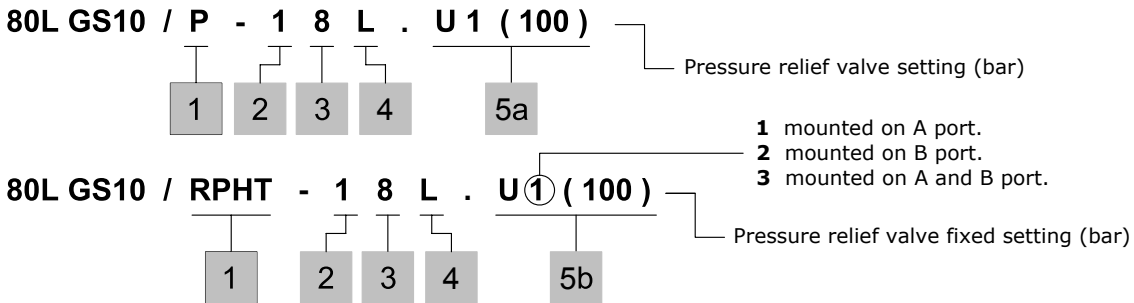 80L GS10 / P - 1 8 L . U 1 ( 100 )
Pressure relief valve setting (bar)
1 2 3 4 5a
1 mounted on A port.
2 mounted on B port.
3 mounted on A and B port.
80L GS10 / RPHT - 1 8 L . U 1 ( 100 )
Pressure relief valve fixed setting (bar)
1 2 3 4 5b